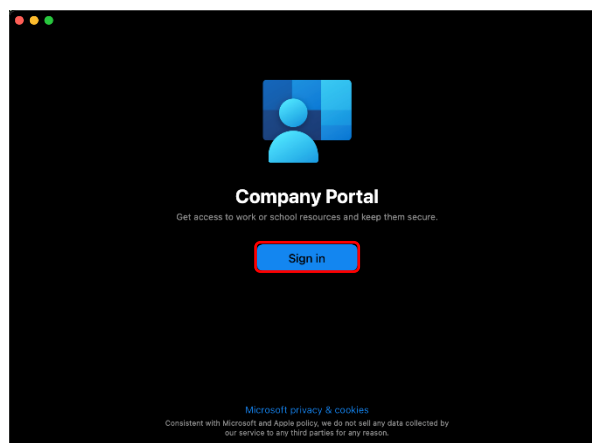 Company Portal
Get access to work or school resources and keep them secure.
Sign in
Microsoft privacy & cookies
Consistent with Microsoft and Apple policy, we do not sell any data collected by
our service to any third parties for any reason.